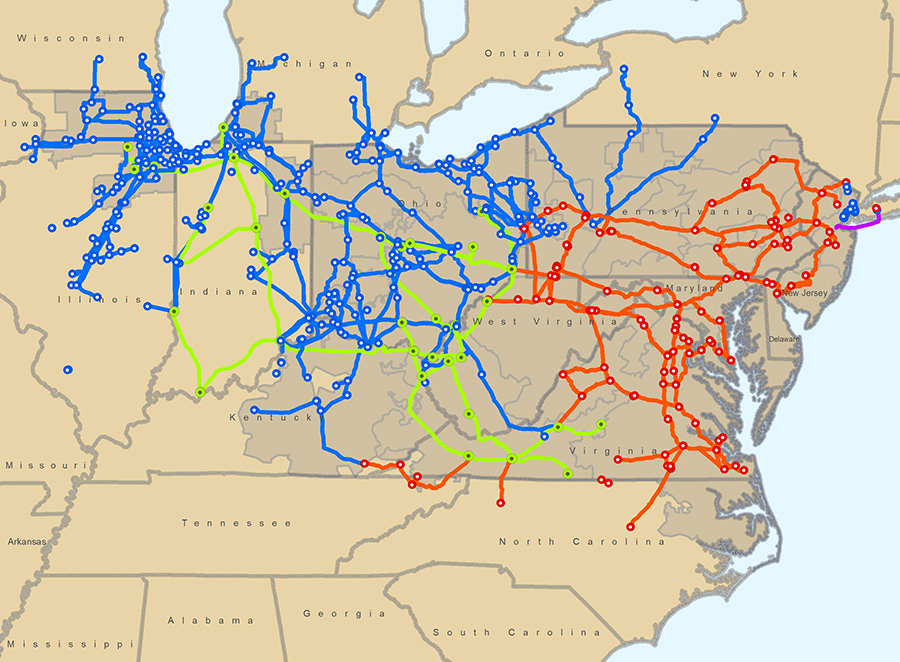 Wisconsin
Michigan
Ontario
New York
Iowa
Ohio
Pennsylvania
Illinois
Indiana
Maryland
New Jersey
West Virginia
Delaware
Kentucky
Virginia
Missouri
Tennessee
Arkansas
North Carolina
Georgia
Alabama
South Carolina
Mississippi